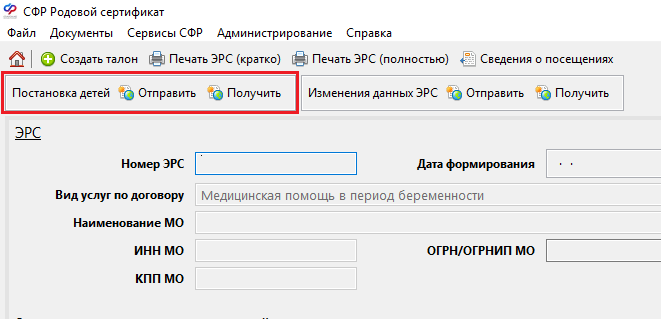 СФР Родовой сертификат
Файл Документы Сервисы СФР Администрирование Справка
Создать талон Печать ЭРС (кратко) Печать ЭРС (полностью) Сведения о посещениях
Постановка детей Отправить Получить Изменения данных ЭРС Отправить Получить
ЭРС
Номер ЭРС Дата формирования
Вид услуг по договору Медицинская помощь в период беременности
Наименование МО
ИНН МО ОГРН/ОГРНИП МО
КПП МО